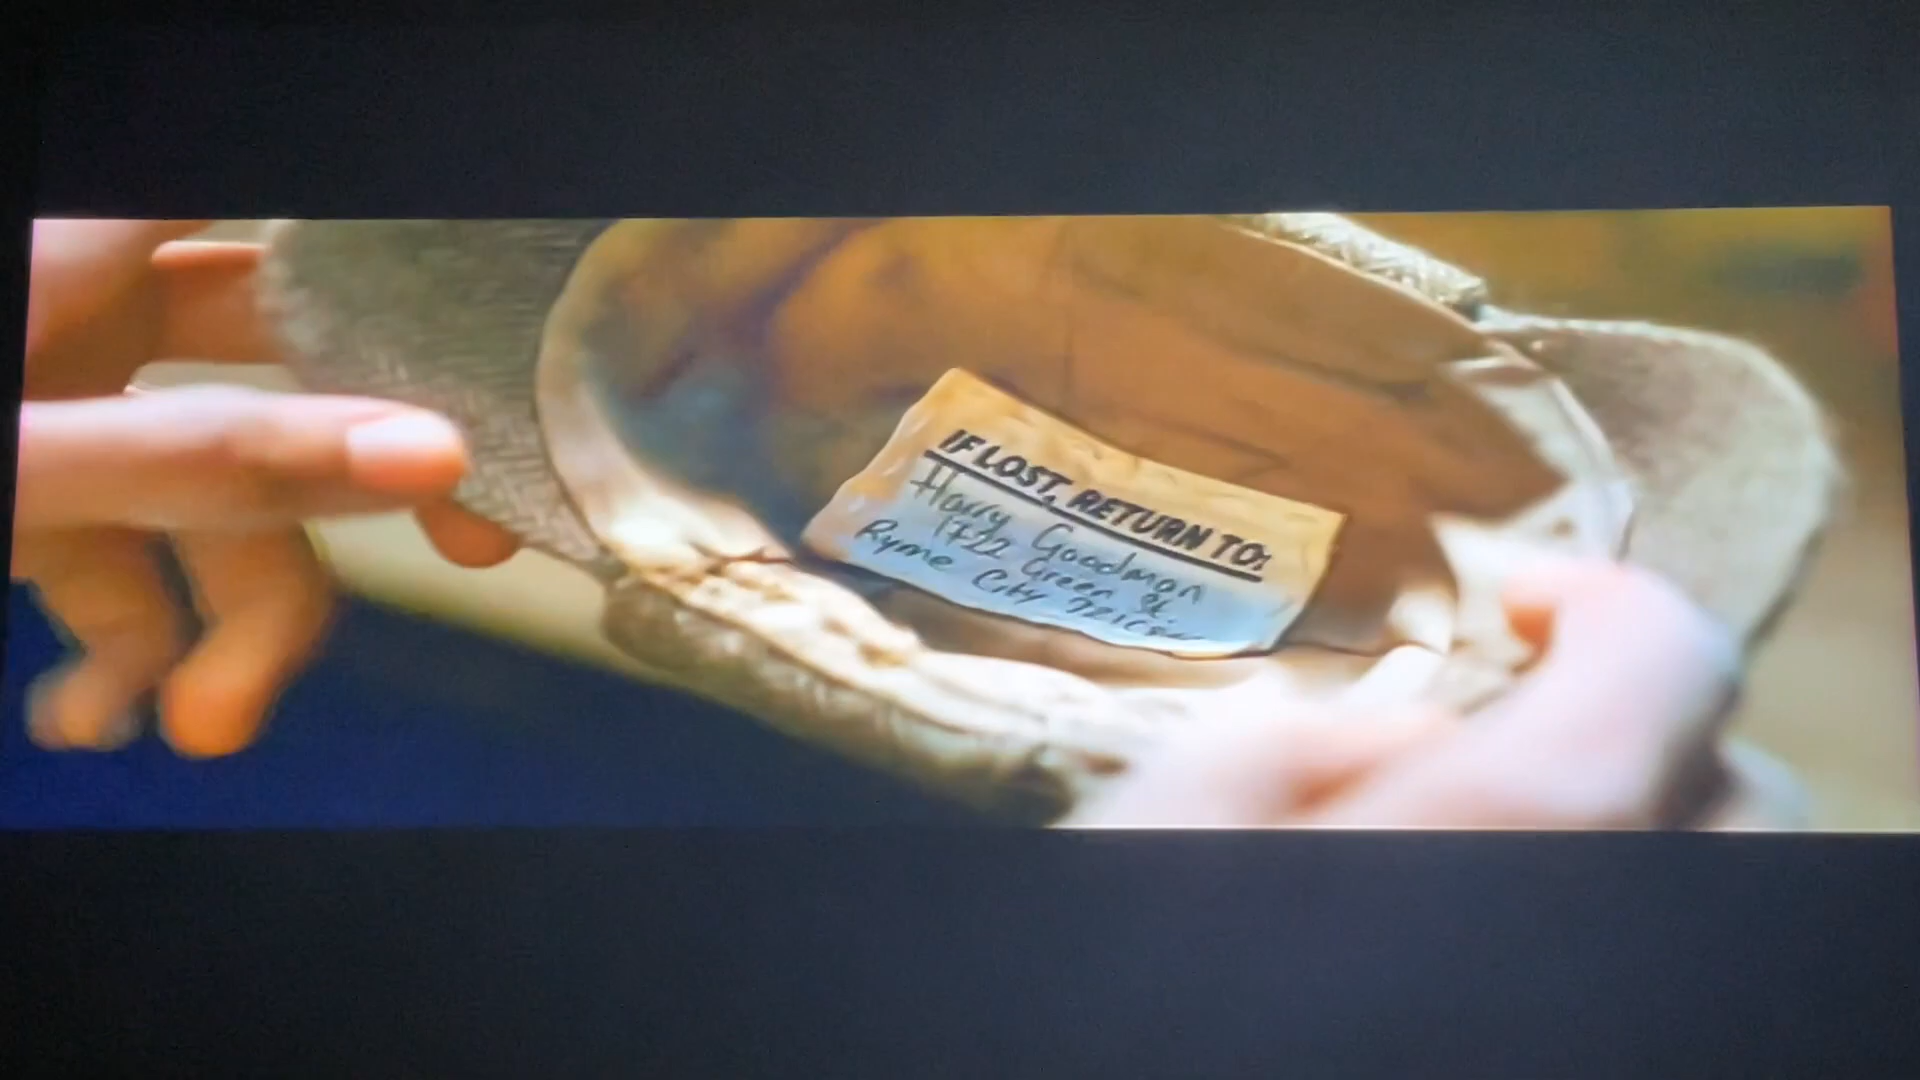 IF LOST, RETURN TO:
Harry Goodman
1722 Green St.
Ryme City